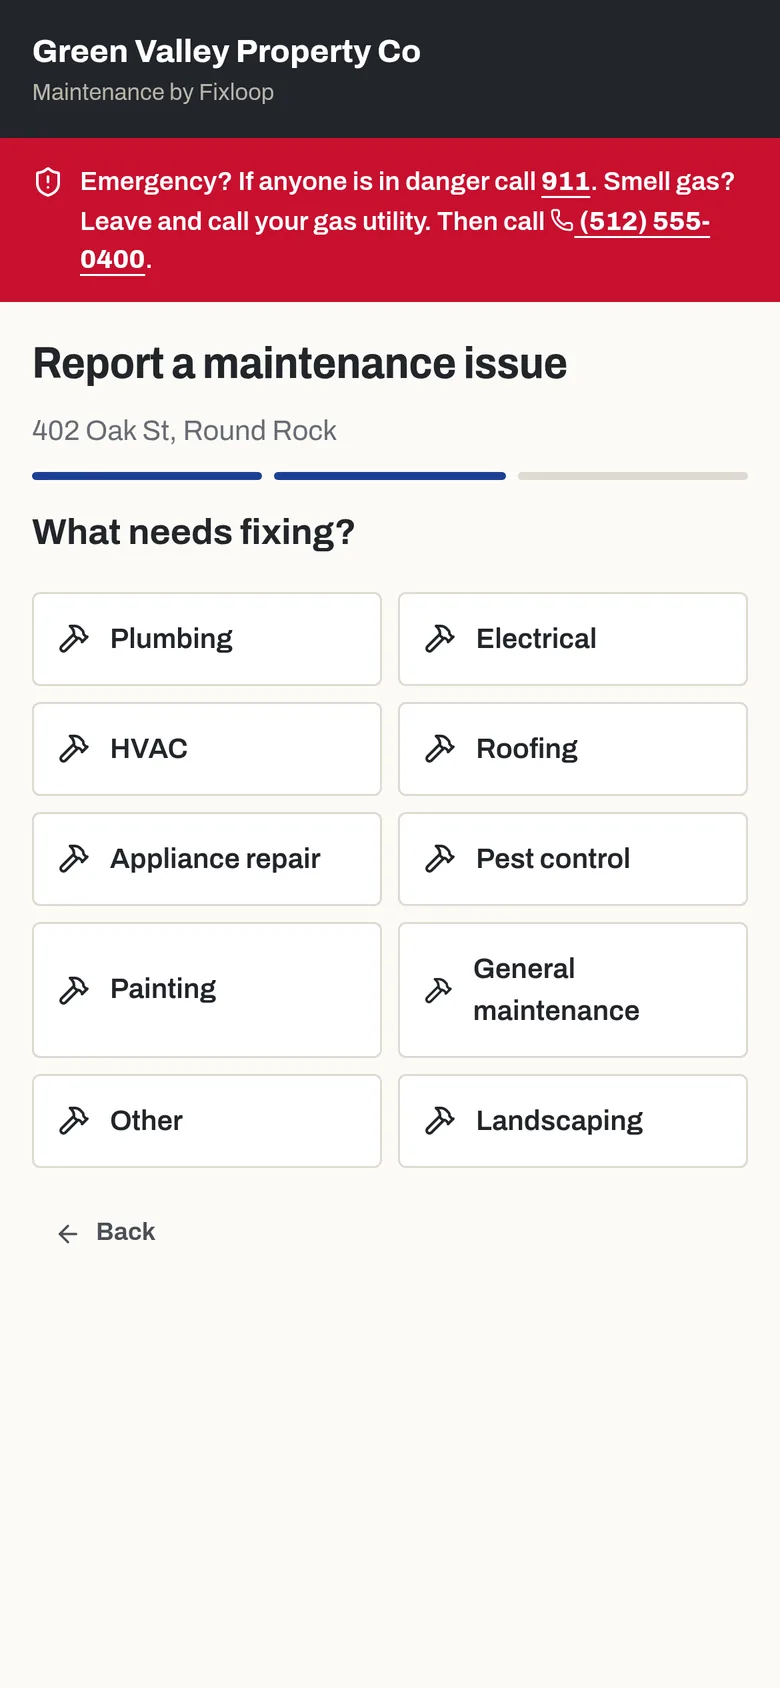 Green Valley Property Co
Maintenance by Fixloop
Emergency? If anyone is in danger call 911. Smell gas?
Leave and call your gas utility. Then call (512) 555-
0400.
Report a maintenance issue
402 Oak St, Round Rock
What needs fixing?
Plumbing
Electrical
HVAC
Roofing
Appliance repair
Pest control
Painting
General
maintenance
Other
Landscaping
Back